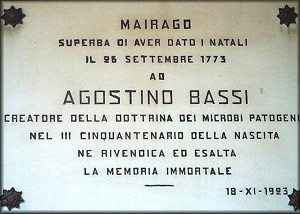 MAIRAGO
SUPERBA DI AVER DATO I NATALI
IL 25 SETTEMBRE 1773
AD
AGOSTINO BASSI
CREATORE DELLA DOTTRINA DEI MICROBI PATOGENI
NEL III CINQUANTENARIO DELLA NASCITA
NE RIVENDICA ED ESALTA
LA MEMORIA IMMORTALE
18-XI-1923